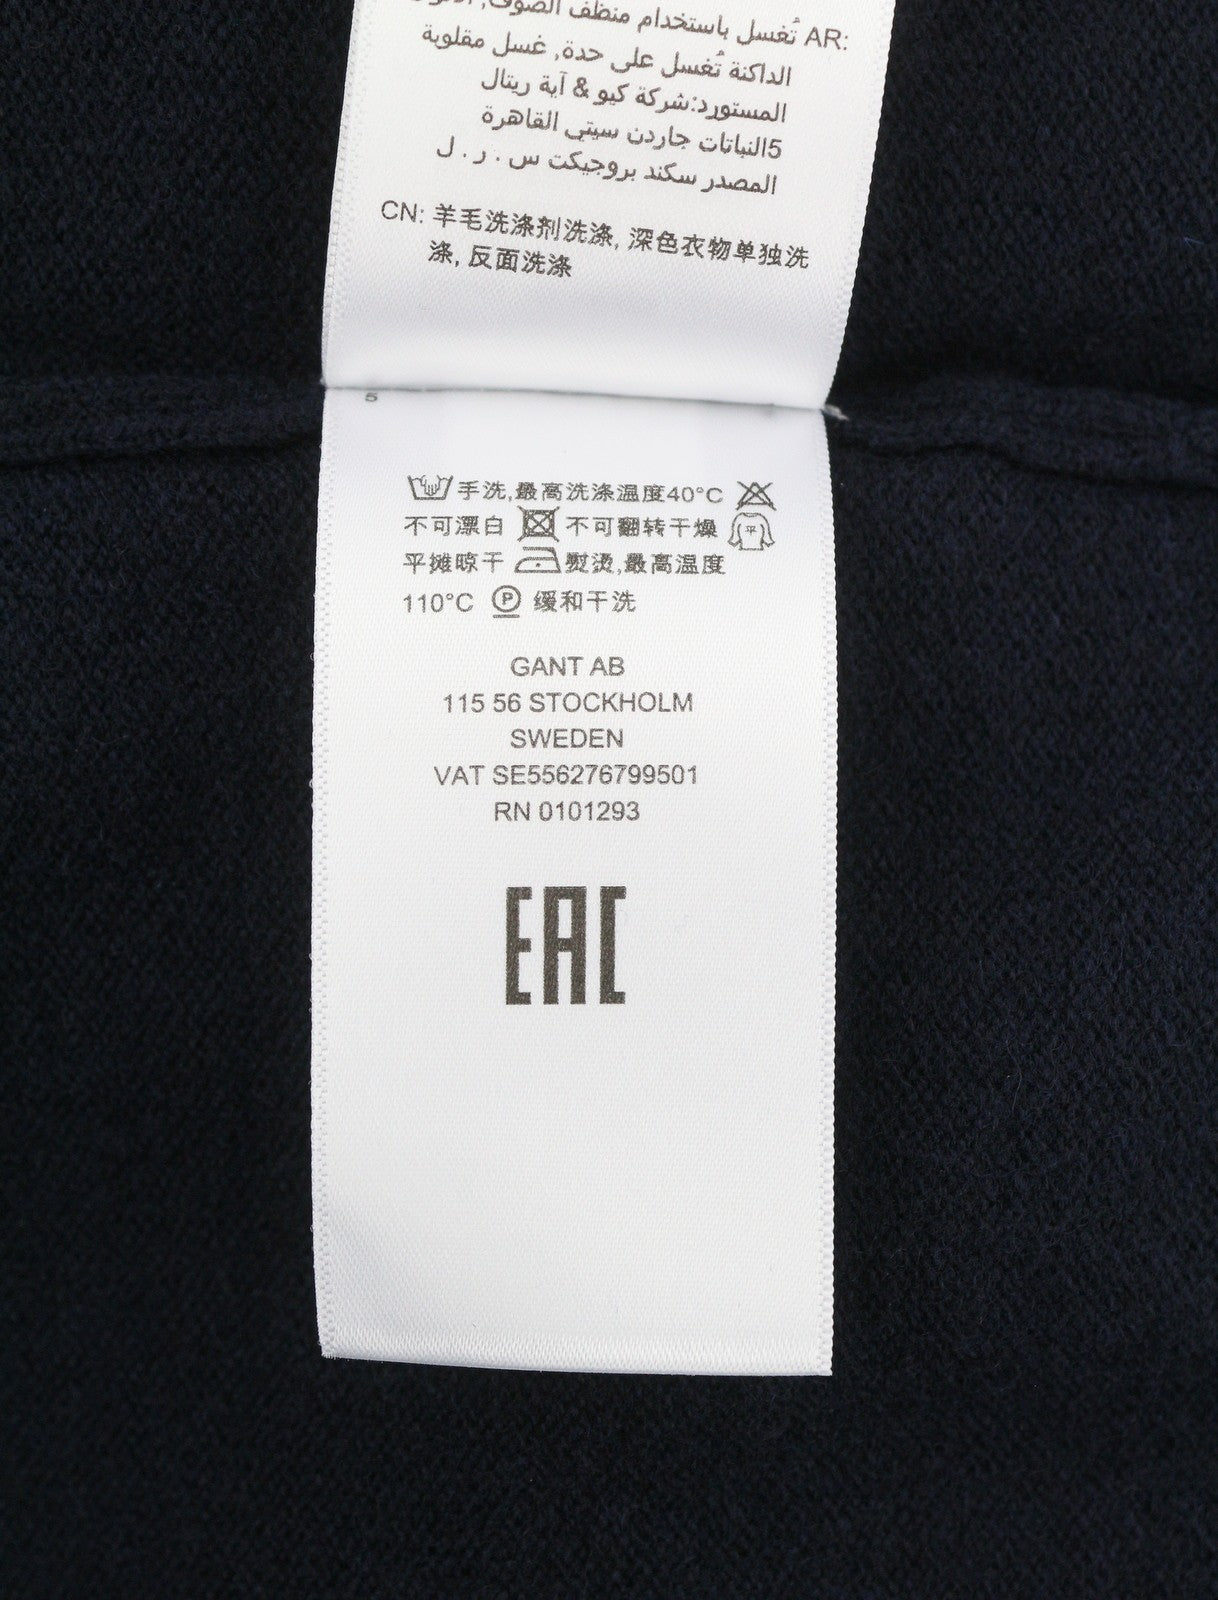 AR: تُغسل باستخدام منظف الصوف,
الداكنة تُغسل على حدة, غسل مقلوبة
المستورد:شركة كيو & آية ريتال
5النباتات جاردن سيتي القاهرة
المصدر سكند بروجيكت س . ر . ل
CN: 羊毛洗涤剂洗涤, 深色衣物单独洗
涤, 反面洗涤
5
手洗,最高洗涤温度40°C
不可漂白 不可翻转干燥 平
平摊晾干 熨烫,最高温度
110°C P 缓和干洗
GANT AB
115 56 STOCKHOLM
SWEDEN
VAT SE556276799501
RN 0101293
EAC